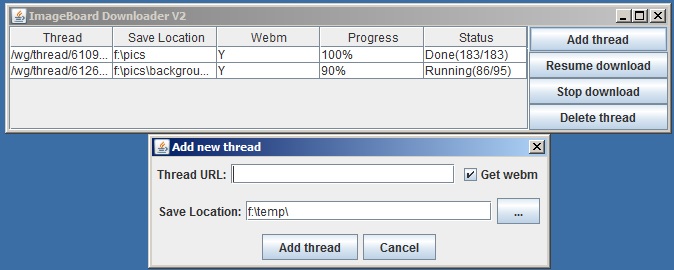 ImageBoard Downloader V2
Thread Save Location Webm Progress Status
/wg/thread/6109... f:\pics Y 100% Done(183/183)
/wg/thread/6126... f:\pics\backgrou... Y 90% Running(86/95)
Add thread
Resume download
Stop download
Delete thread
Add new thread
Thread URL: Get webm
Save Location: f:\temp\ ...
Add thread Cancel